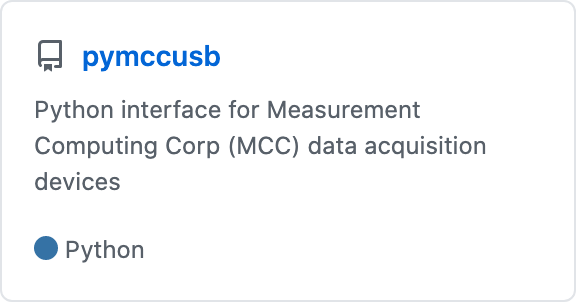 pymccusb
Python interface for Measurement
Computing Corp (MCC) data acquisition
devices
Python